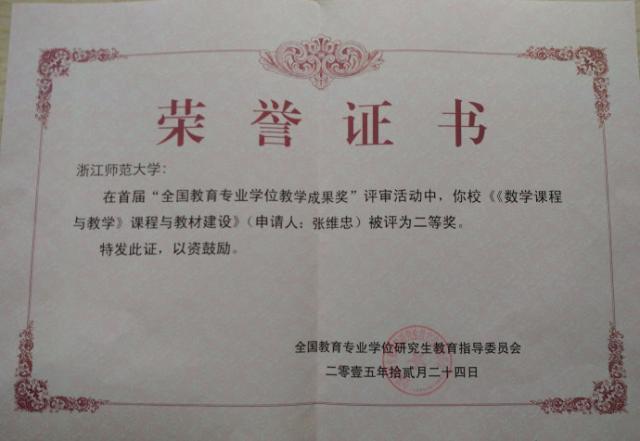 荣誉证书
浙江师范大学：
在首届“全国教育专业学位教学成果奖”评审活动中，你校《《数学课程
与教学》课程与教材建设》（申请人：张维忠）被评为二等奖。
特发此证，以资鼓励。
全国教育专业学位研究生教育指导委员会
二零壹五年拾贰月二十四日